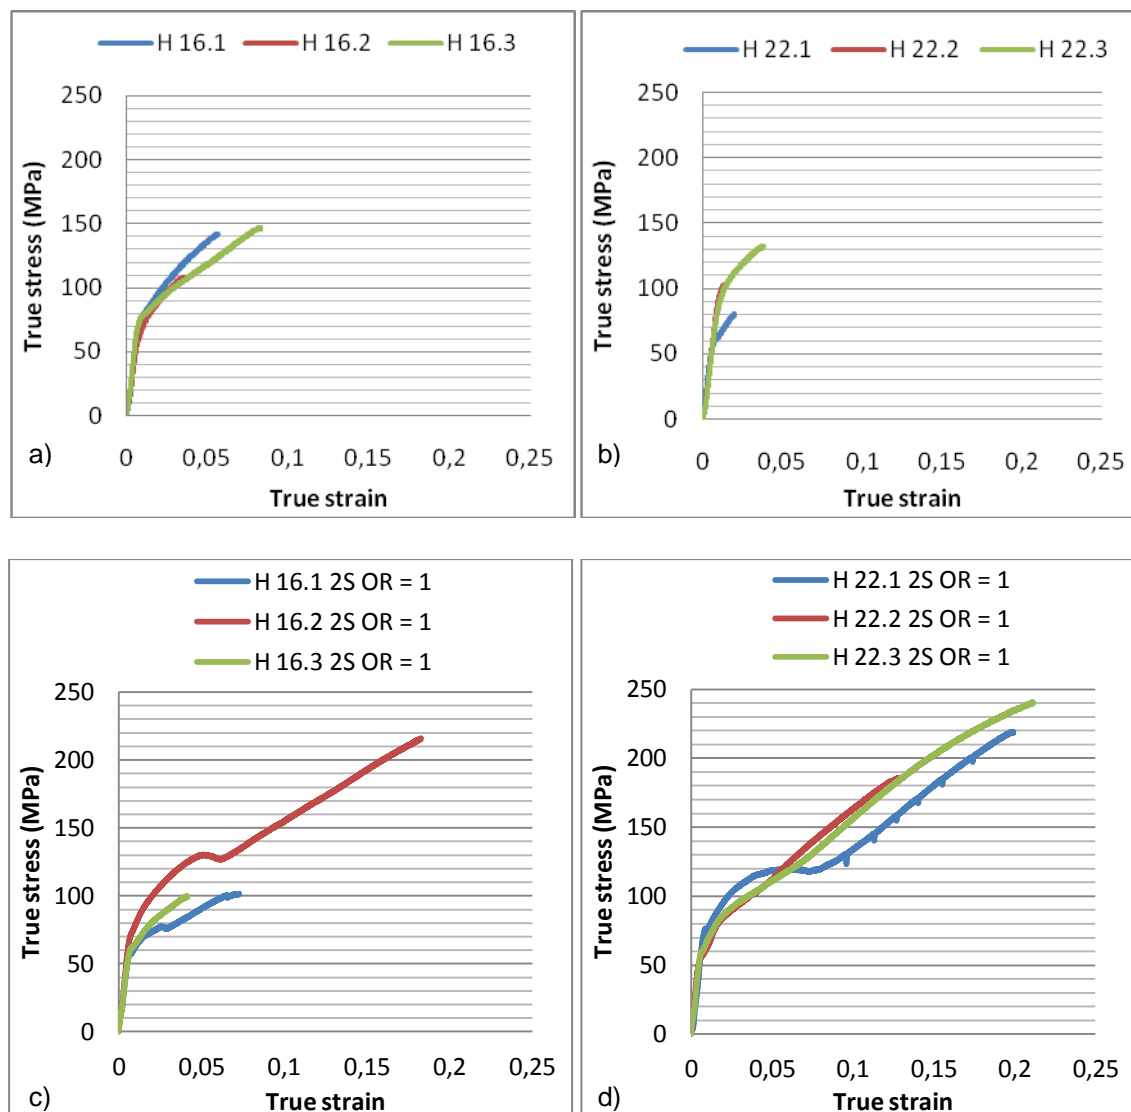 H 16.1 H 16.2 H 16.3
250
200
150
100
50
0
0 0,05 0,1 0,15 0,2 0,25
True stress (MPa)
True strain
a)
H 22.1 H 22.2 H 22.3
250
200
150
100
50
0
0 0,05 0,1 0,15 0,2 0,25
True stress (MPa)
True strain
b)
H 16.1 2S OR = 1
H 16.2 2S OR = 1
H 16.3 2S OR = 1
250
200
150
100
50
0
0 0,05 0,1 0,15 0,2 0,25
True stress (MPa)
True strain
c)
H 22.1 2S OR = 1
H 22.2 2S OR = 1
H 22.3 2S OR = 1
250
200
150
100
50
0
0 0,05 0,1 0,15 0,2 0,25
True stress (MPa)
True strain
d)